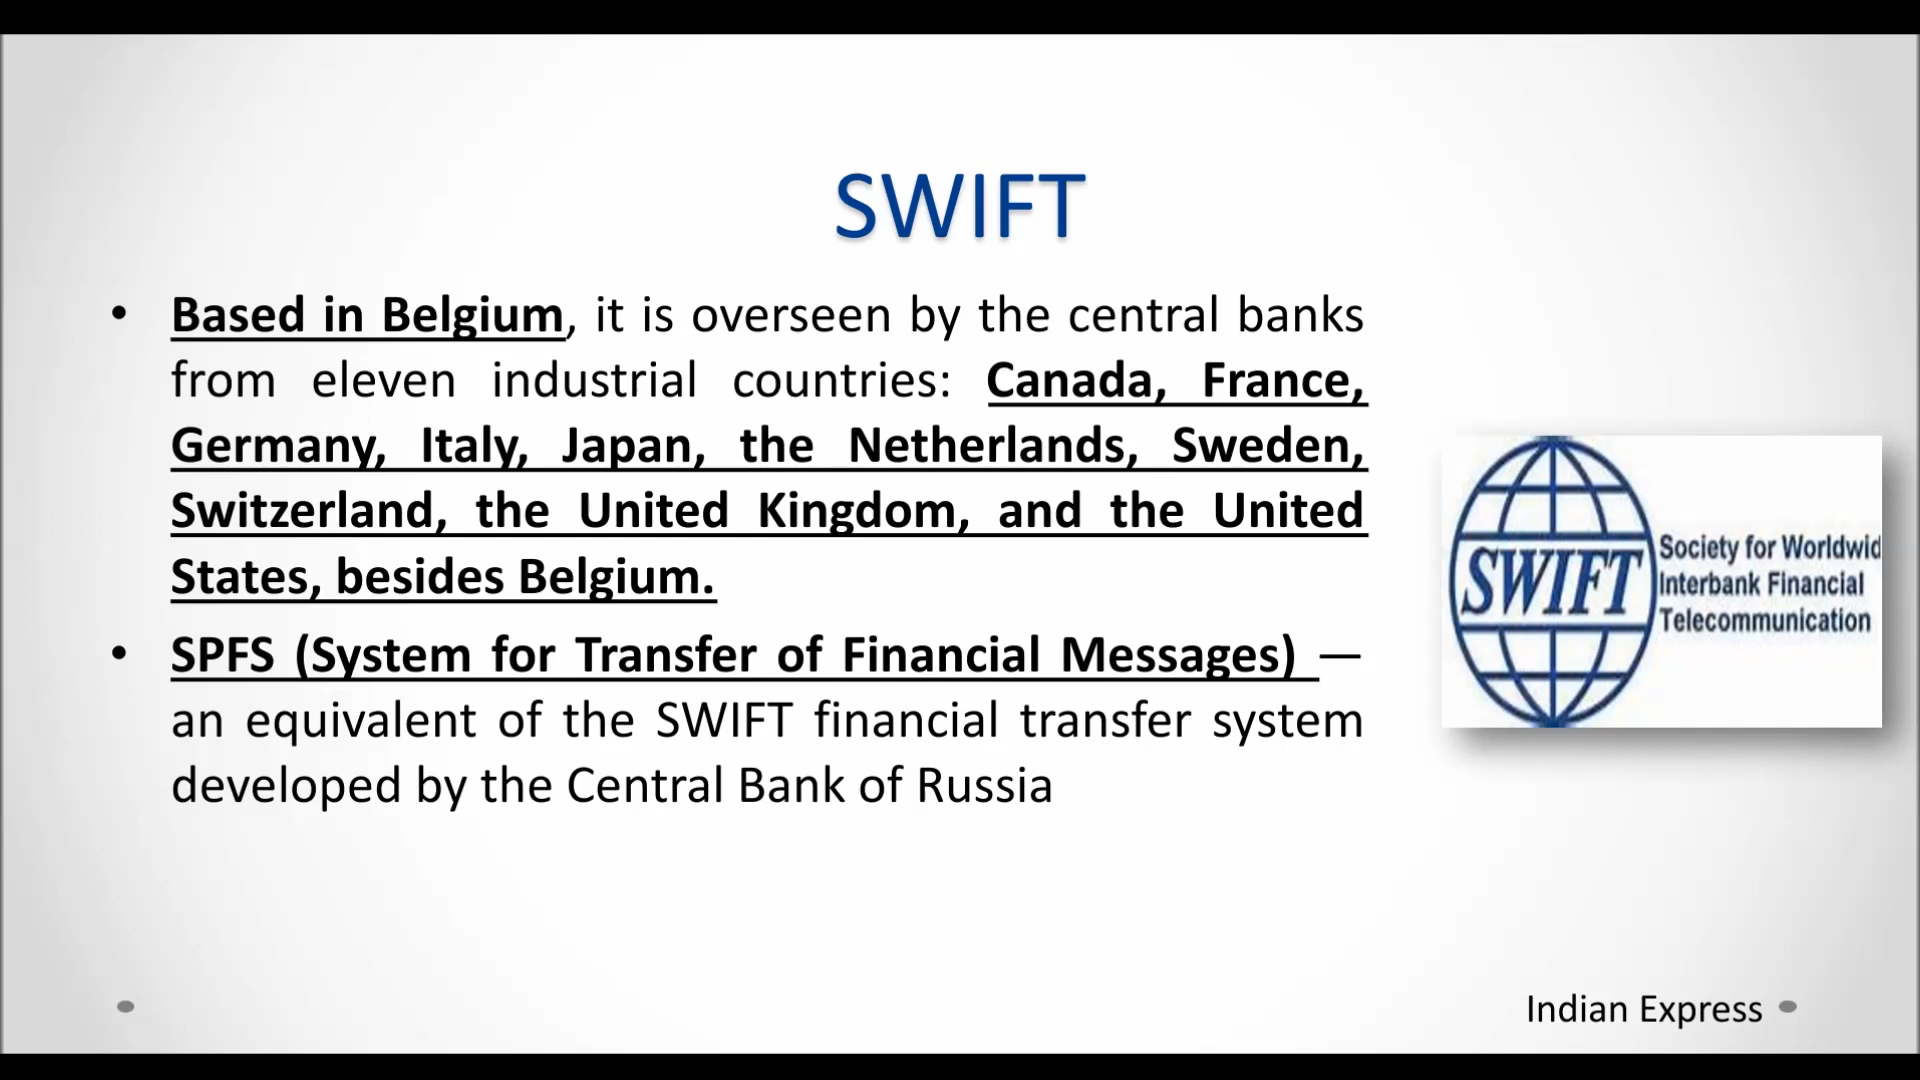 SWIFT
• Based in Belgium, it is overseen by the central banks
from eleven industrial countries: Canada, France,
Germany, Italy, Japan, the Netherlands, Sweden,
Switzerland, the United Kingdom, and the United
States, besides Belgium.
• SPFS (System for Transfer of Financial Messages) —
an equivalent of the SWIFT financial transfer system
developed by the Central Bank of Russia
SWIFT
Society for Worldwid
Interbank Financial
Telecommunication
Indian Express